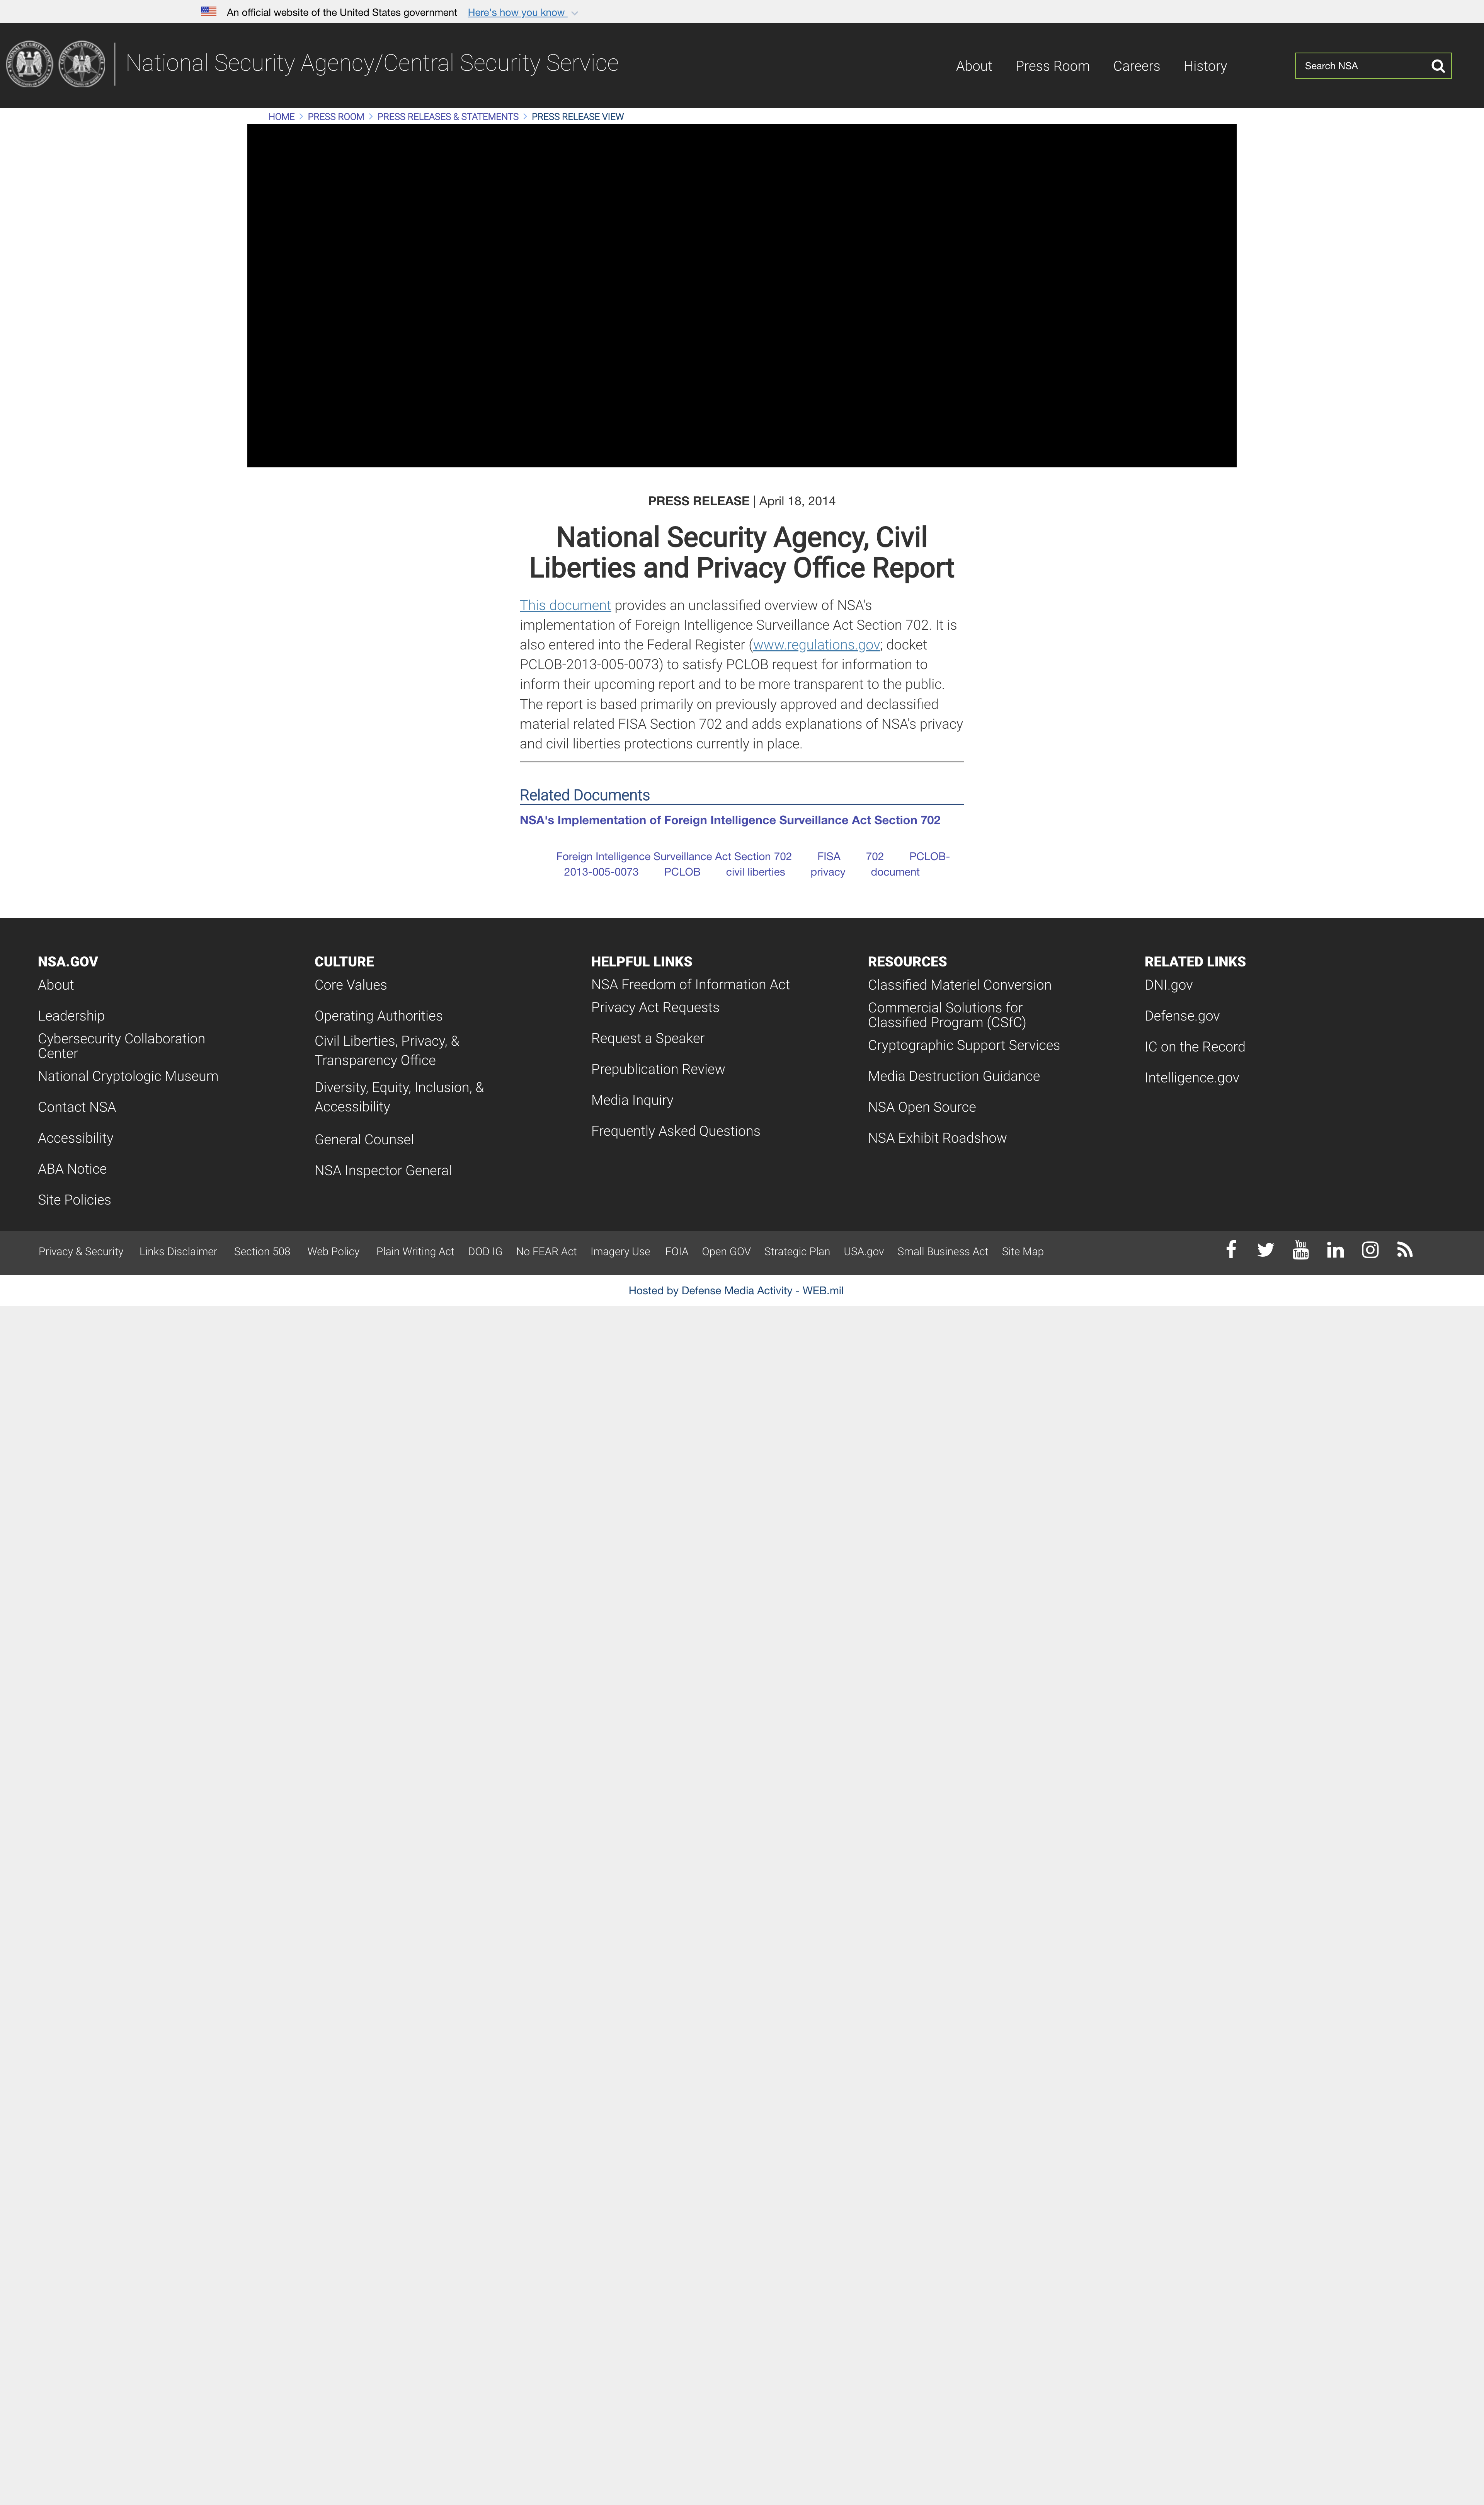 An official website of the United States government Here's how you know
National Security Agency/Central Security Service
About Press Room Careers History
Search NSA
HOME PRESS ROOM PRESS RELEASES & STATEMENTS PRESS RELEASE VIEW
PRESS RELEASE | April 18, 2014
National Security Agency, Civil
Liberties and Privacy Office Report
This document provides an unclassified overview of NSA's
implementation of Foreign Intelligence Surveillance Act Section 702. It is
also entered into the Federal Register (www.regulations.gov; docket
PCLOB-2013-005-0073) to satisfy PCLOB request for information to
inform their upcoming report and to be more transparent to the public.
The report is based primarily on previously approved and declassified
material related FISA Section 702 and adds explanations of NSA's privacy
and civil liberties protections currently in place.
Related Documents
NSA's Implementation of Foreign Intelligence Surveillance Act Section 702
Foreign Intelligence Surveillance Act Section 702 FISA 702 PCLOB-
2013-005-0073 PCLOB civil liberties privacy document
NSA.GOV
About
Leadership
Cybersecurity Collaboration
Center
National Cryptologic Museum
Contact NSA
Accessibility
ABA Notice
Site Policies
CULTURE
Core Values
Operating Authorities
Civil Liberties, Privacy, &
Transparency Office
Diversity, Equity, Inclusion, &
Accessibility
General Counsel
NSA Inspector General
HELPFUL LINKS
NSA Freedom of Information Act
Privacy Act Requests
Request a Speaker
Prepublication Review
Media Inquiry
Frequently Asked Questions
RESOURCES
Classified Materiel Conversion
Commercial Solutions for
Classified Program (CSfC)
Cryptographic Support Services
Media Destruction Guidance
NSA Open Source
NSA Exhibit Roadshow
RELATED LINKS
DNI.gov
Defense.gov
IC on the Record
Intelligence.gov
Privacy & Security Links Disclaimer Section 508 Web Policy Plain Writing Act DOD IG No FEAR Act Imagery Use FOIA Open GOV Strategic Plan USA.gov Small Business Act Site Map
You
Tube
Hosted by Defense Media Activity - WEB.mil